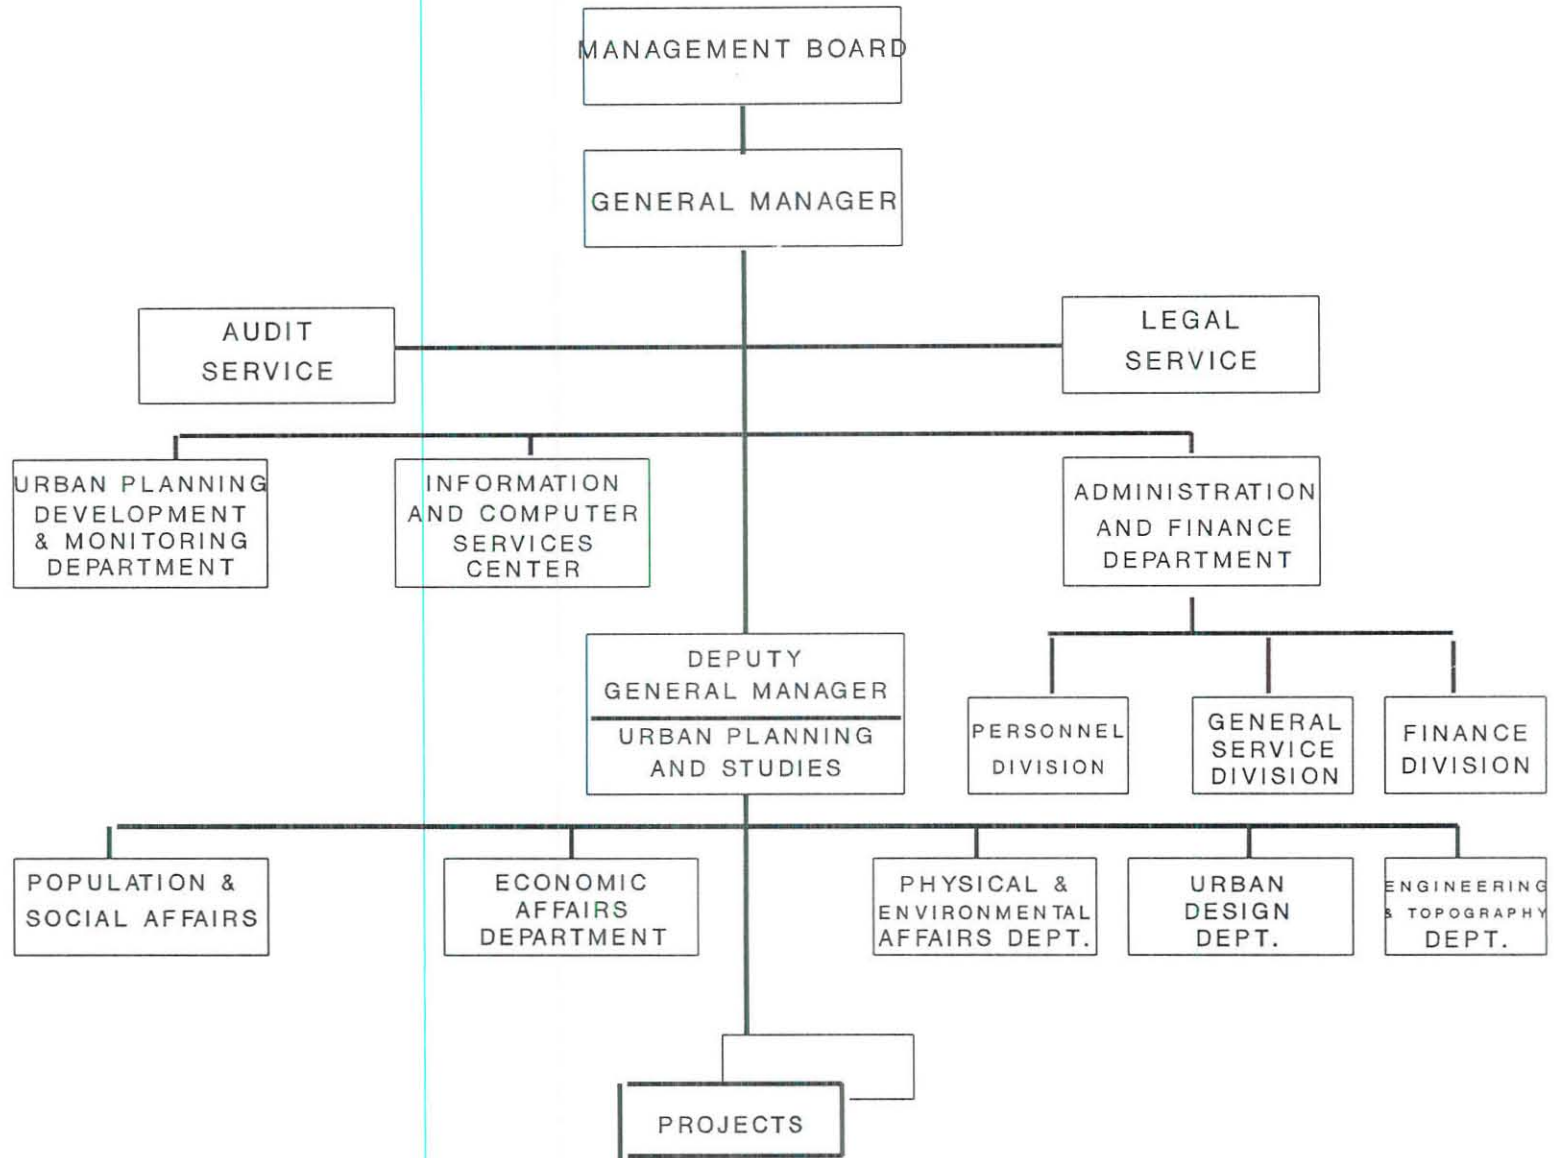 MANAGEMENT BOARD
GENERAL MANAGER
AUDIT
SERVICE
LEGAL
SERVICE
URBAN PLANNING
DEVELOPMENT
& MONITORING
DEPARTMENT
INFORMATION
AND COMPUTER
SERVICES
CENTER
ADMINISTRATION
AND FINANCE
DEPARTMENT
DEPUTY
GENERAL MANAGER
URBAN PLANNING
AND STUDIES
PERSONNEL
DIVISION
GENERAL
SERVICE
DIVISION
FINANCE
DIVISION
POPULATION &
SOCIAL AFFAIRS
ECONOMIC
AFFAIRS
DEPARTMENT
PHYSICAL &
ENVIRONMENTAL
AFFAIRS DEPT.
URBAN
DESIGN
DEPT.
ENGINEERING
& TOPOGRAPHY
DEPT.
PROJECTS